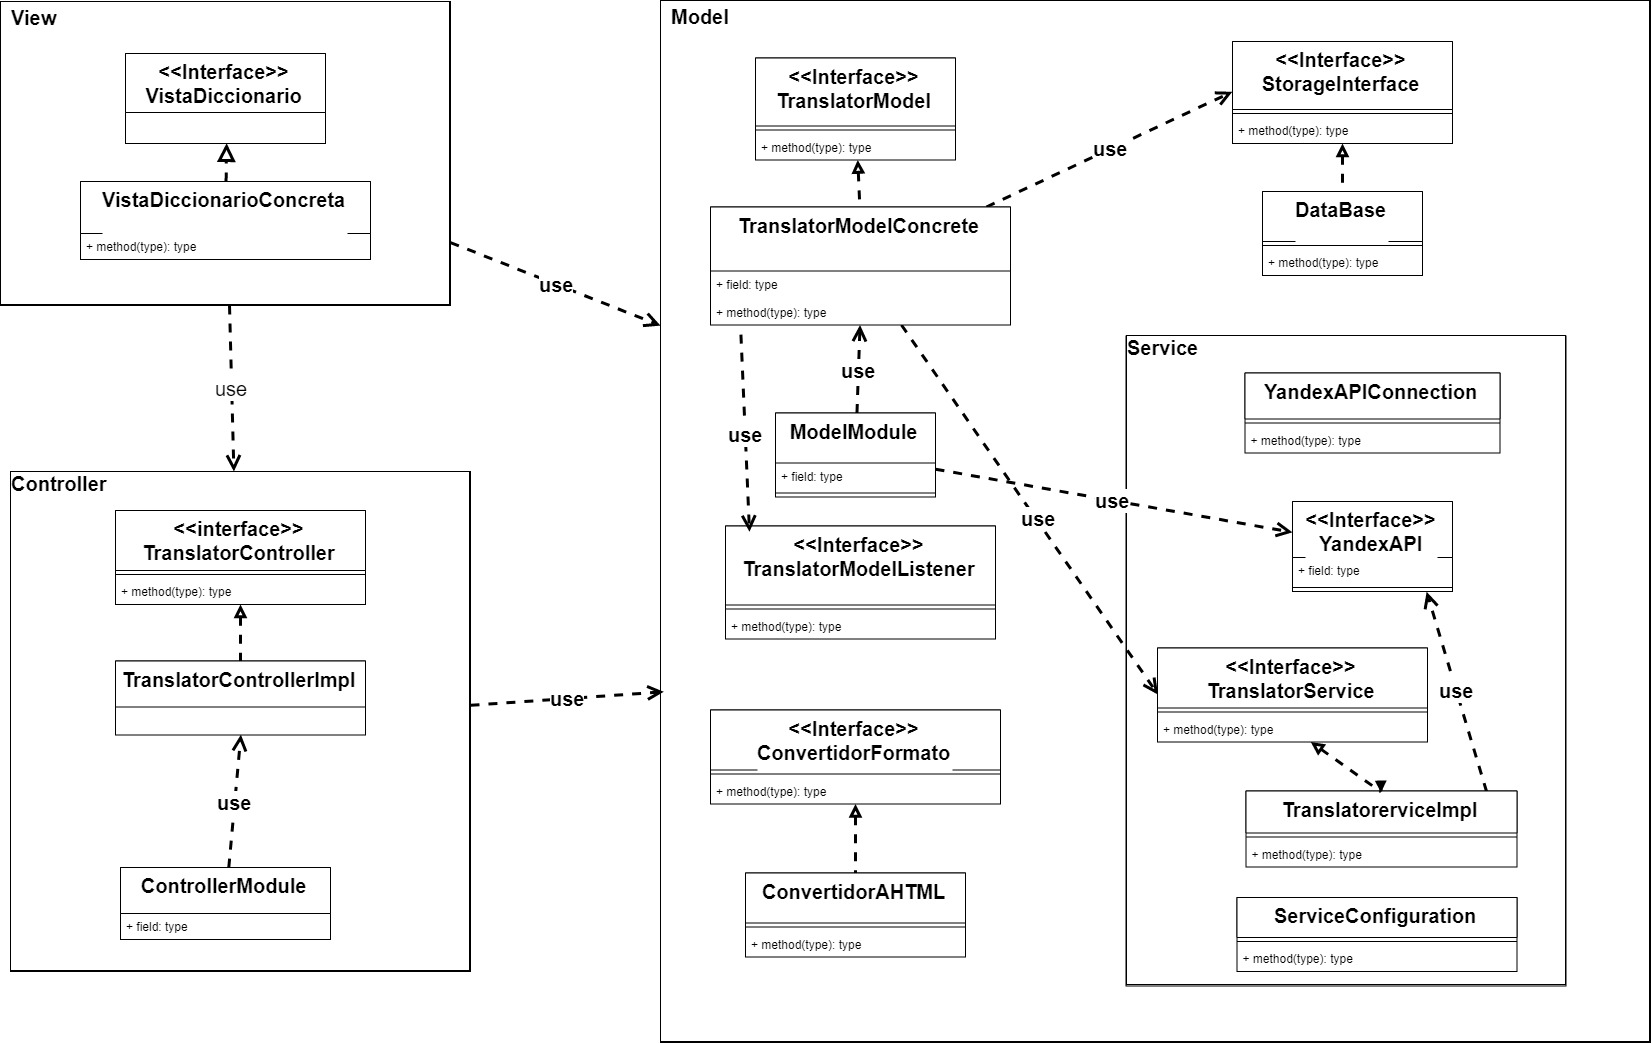 View
<<Interface>>
VistaDiccionario
VistaDiccionarioConcreta
+ method(type): type
use
use
Controller
<<interface>>
TranslatorController
+ method(type): type
TranslatorControllerImpl
use
ControllerModule
+ field: type
use
Model
<<Interface>>
TranslatorModel
+ method(type): type
use
<<Interface>>
StorageInterface
+ method(type): type
DataBase
+ method(type): type
TranslatorModelConcrete
+ field: type
+ method(type): type
use
ModelModule
+ field: type
use
use
use
<<Interface>>
TranslatorModelListener
+ method(type): type
<<Interface>>
ConvertidorFormato
+ method(type): type
ConvertidorAHTML
+ method(type): type
Service
YandexAPIConnection
+ method(type): type
<<Interface>>
YandexAPI
+ field: type
<<Interface>>
TranslatorService
+ method(type): type
use
TranslatorerviceImpl
+ method(type): type
ServiceConfiguration
+ method(type): type